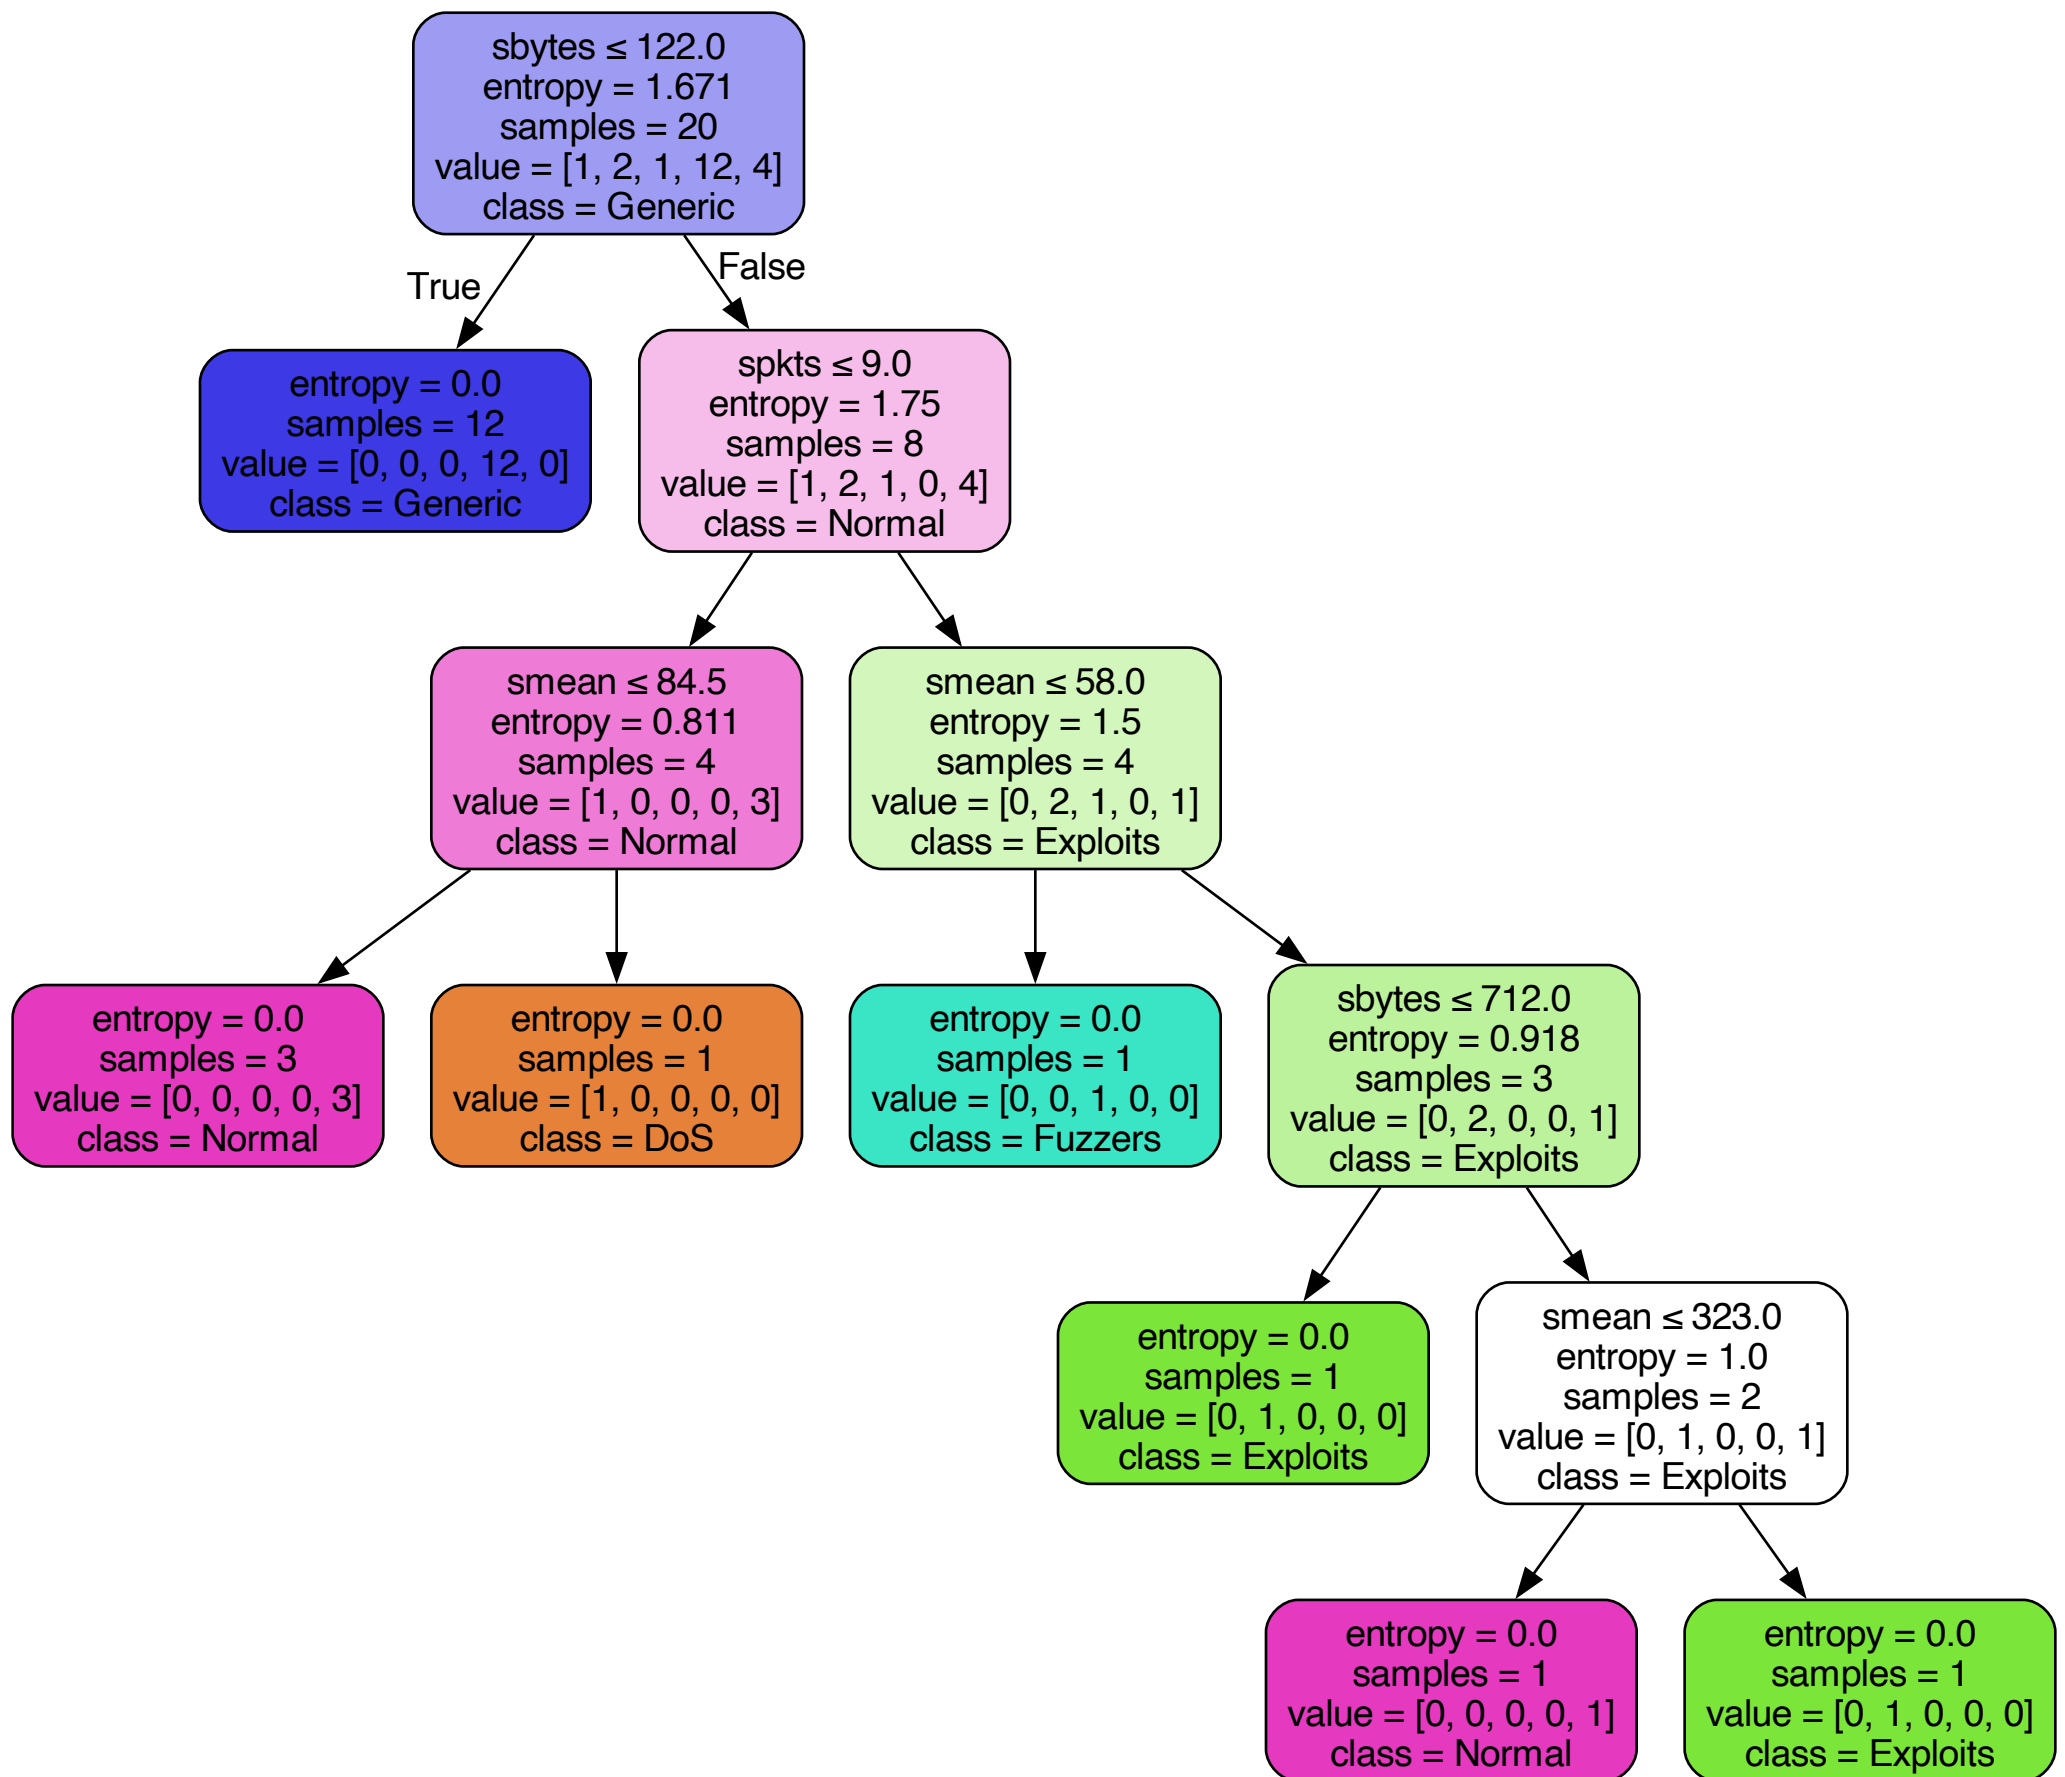 sbytes ≤ 122.0
entropy = 1.671
samples = 20
value = [1, 2, 1, 12, 4]
class = Generic
True
False
entropy = 0.0
samples = 12
value = [0, 0, 0, 12, 0]
class = Generic
spkts ≤ 9.0
entropy = 1.75
samples = 8
value = [1, 2, 1, 0, 4]
class = Normal
smean ≤ 84.5
entropy = 0.811
samples = 4
value = [1, 0, 0, 0, 3]
class = Normal
smean ≤ 58.0
entropy = 1.5
samples = 4
value = [0, 2, 1, 0, 1]
class = Exploits
entropy = 0.0
samples = 3
value = [0, 0, 0, 0, 3]
class = Normal
entropy = 0.0
samples = 1
value = [1, 0, 0, 0, 0]
class = DoS
entropy = 0.0
samples = 1
value = [0, 0, 1, 0, 0]
class = Fuzzers
sbytes ≤ 712.0
entropy = 0.918
samples = 3
value = [0, 2, 0, 0, 1]
class = Exploits
entropy = 0.0
samples = 1
value = [0, 1, 0, 0, 0]
class = Exploits
smean ≤ 323.0
entropy = 1.0
samples = 2
value = [0, 1, 0, 0, 1]
class = Exploits
entropy = 0.0
samples = 1
value = [0, 0, 0, 0, 1]
class = Normal
entropy = 0.0
samples = 1
value = [0, 1, 0, 0, 0]
class = Exploits